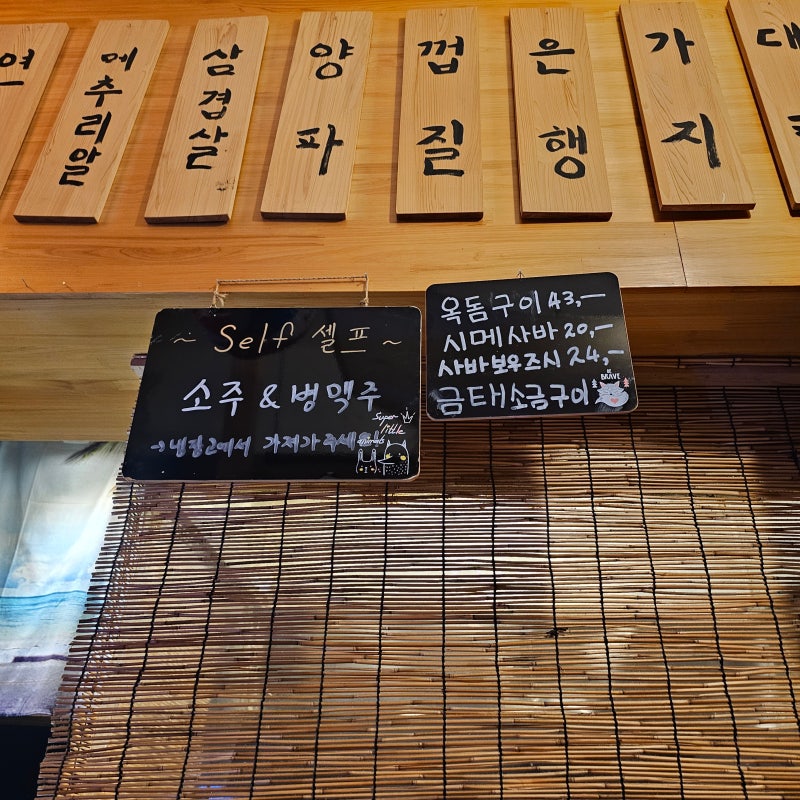 연
메추리알
삼겹살
양파
껍질
은행
가지
대
~ Self 셀프 ~
소주 & 병맥주
→ 냉장고에서 가져가주세요
super
little
animals
옥돔구이 43,-
시메사바 20,-
사바보우즈시 24,-
금태소금구이
BE
BRAVE